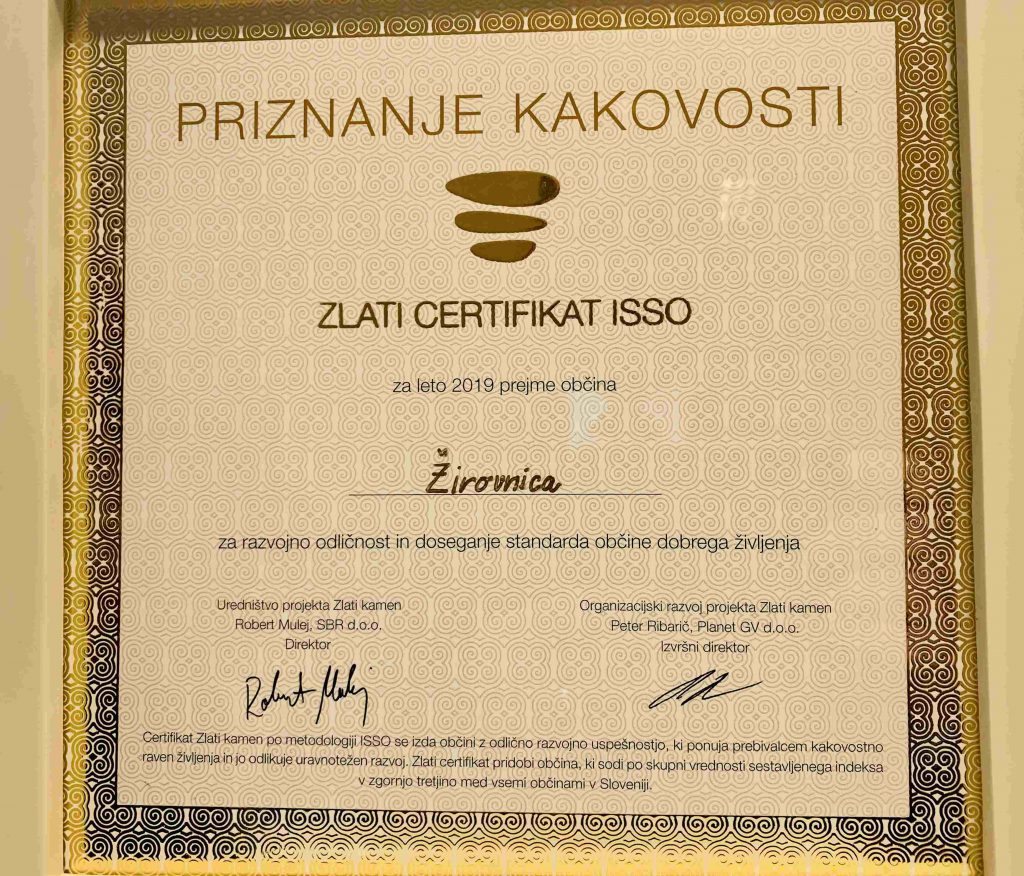 PRIZNANJE KAKOVOSTI
ZLATI CERTIFIKAT ISSO
za leto 2019 prejme občina
Žirovnica
za razvojno odličnost in doseganje standarda občine dobrega življenja
Uredništvo projekta Zlati kamen
Robert Mulej, SBR d.o.o.
Direktor
Robert Mulej
Organizacijski razvoj projekta Zlati kamen
Peter Ribarič, Planet GV d.o.o.
Izvršni direktor
Certifikat Zlati kamen po metodologiji ISSO se izda občini z odlično razvojno uspešnostjo, ki ponuja prebivalcem kakovostno
raven življenja in jo odlikuje uravnotežen razvoj. Zlati certifikat pridobi občina, ki sodi po skupni vrednosti sestavljenega indeksa
v zgornjo tretjino med vsemi občinami v Sloveniji.